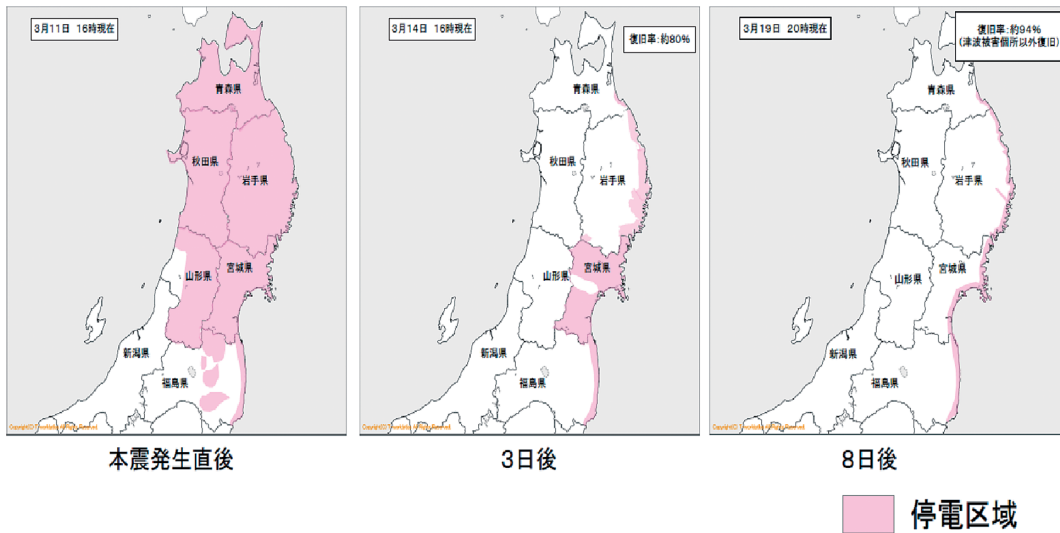 3月11日 16時現在
青森県
秋田県
岩手県
山形県
宮城県
新潟県
福島県
本震発生直後
3月14日 16時現在
復旧率:約80%
青森県
秋田県
岩手県
山形県
宮城県
新潟県
福島県
3日後
3月19日 20時現在
復旧率:約94%
(津波被害個所以外復旧)
青森県
秋田県
岩手県
山形県
宮城県
新潟県
福島県
8日後
停電区域